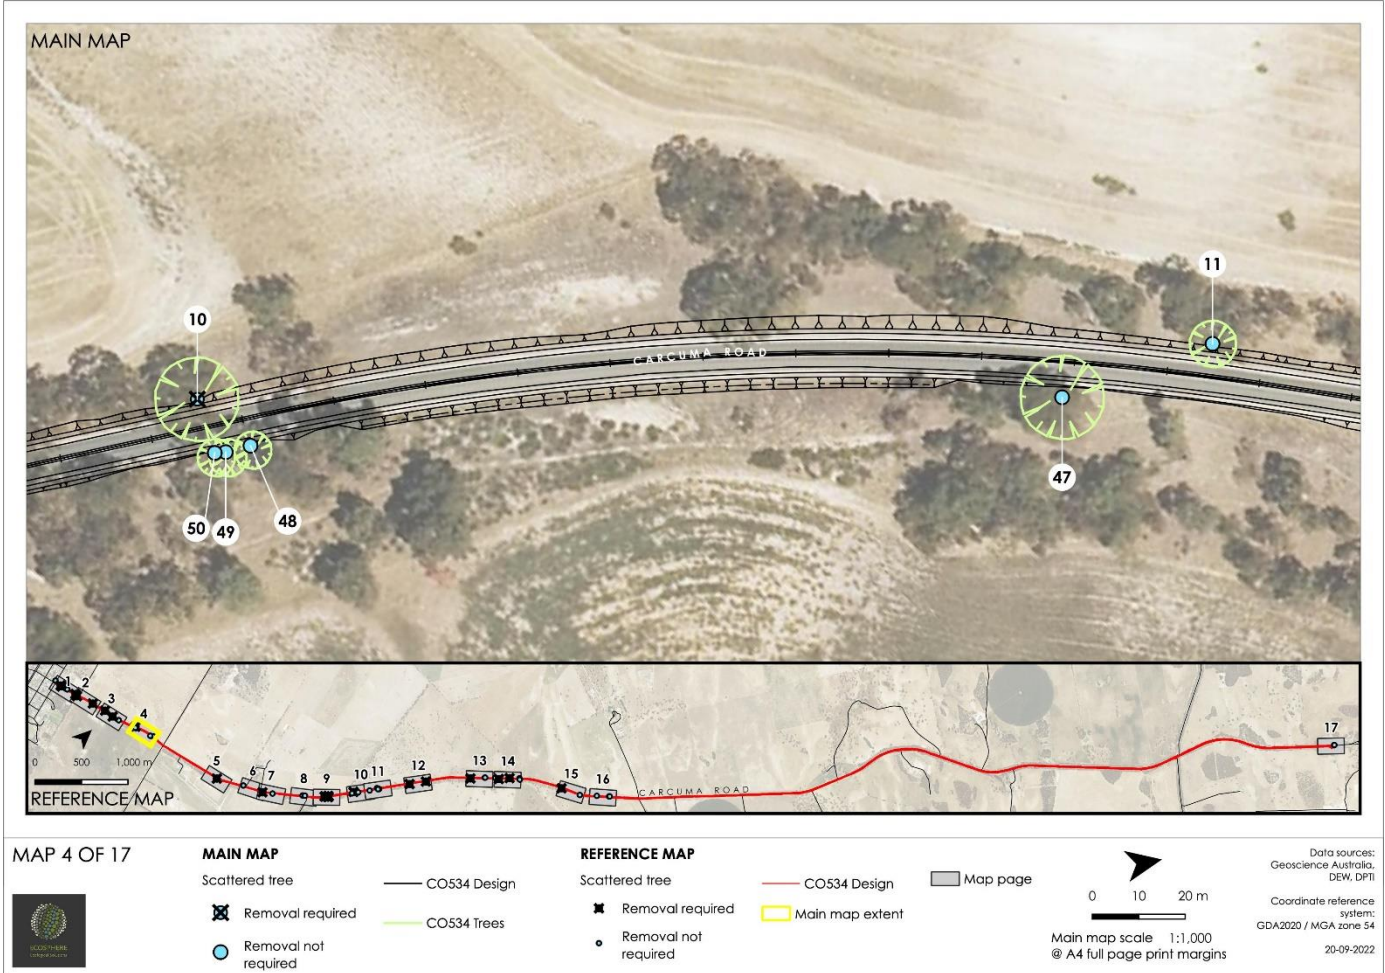 MAIN MAP
11
10
CARCUMA ROAD
47
50
49
48
1
2
3
4
5
6
7
8
9
10
11
12
13
14
15
16
17
0 500 1,000 m
CARCUMA ROAD
REFERENCE MAP
MAP 4 OF 17
MAIN MAP
Scattered tree
Removal required
Removal not
required
CO534 Design
CO534 Trees
REFERENCE MAP
Scattered tree
Removal required
Removal not
required
CO534 Design
Main map extent
Map page
0 10 20 m
Main map scale 1:1,000
@ A4 full page print margins
Data sources:
Geoscience Australia,
DEW, DPTI
Coordinate reference
system:
GDA2020 / MGA zone 54
20-09-2022
ECOSPHERE